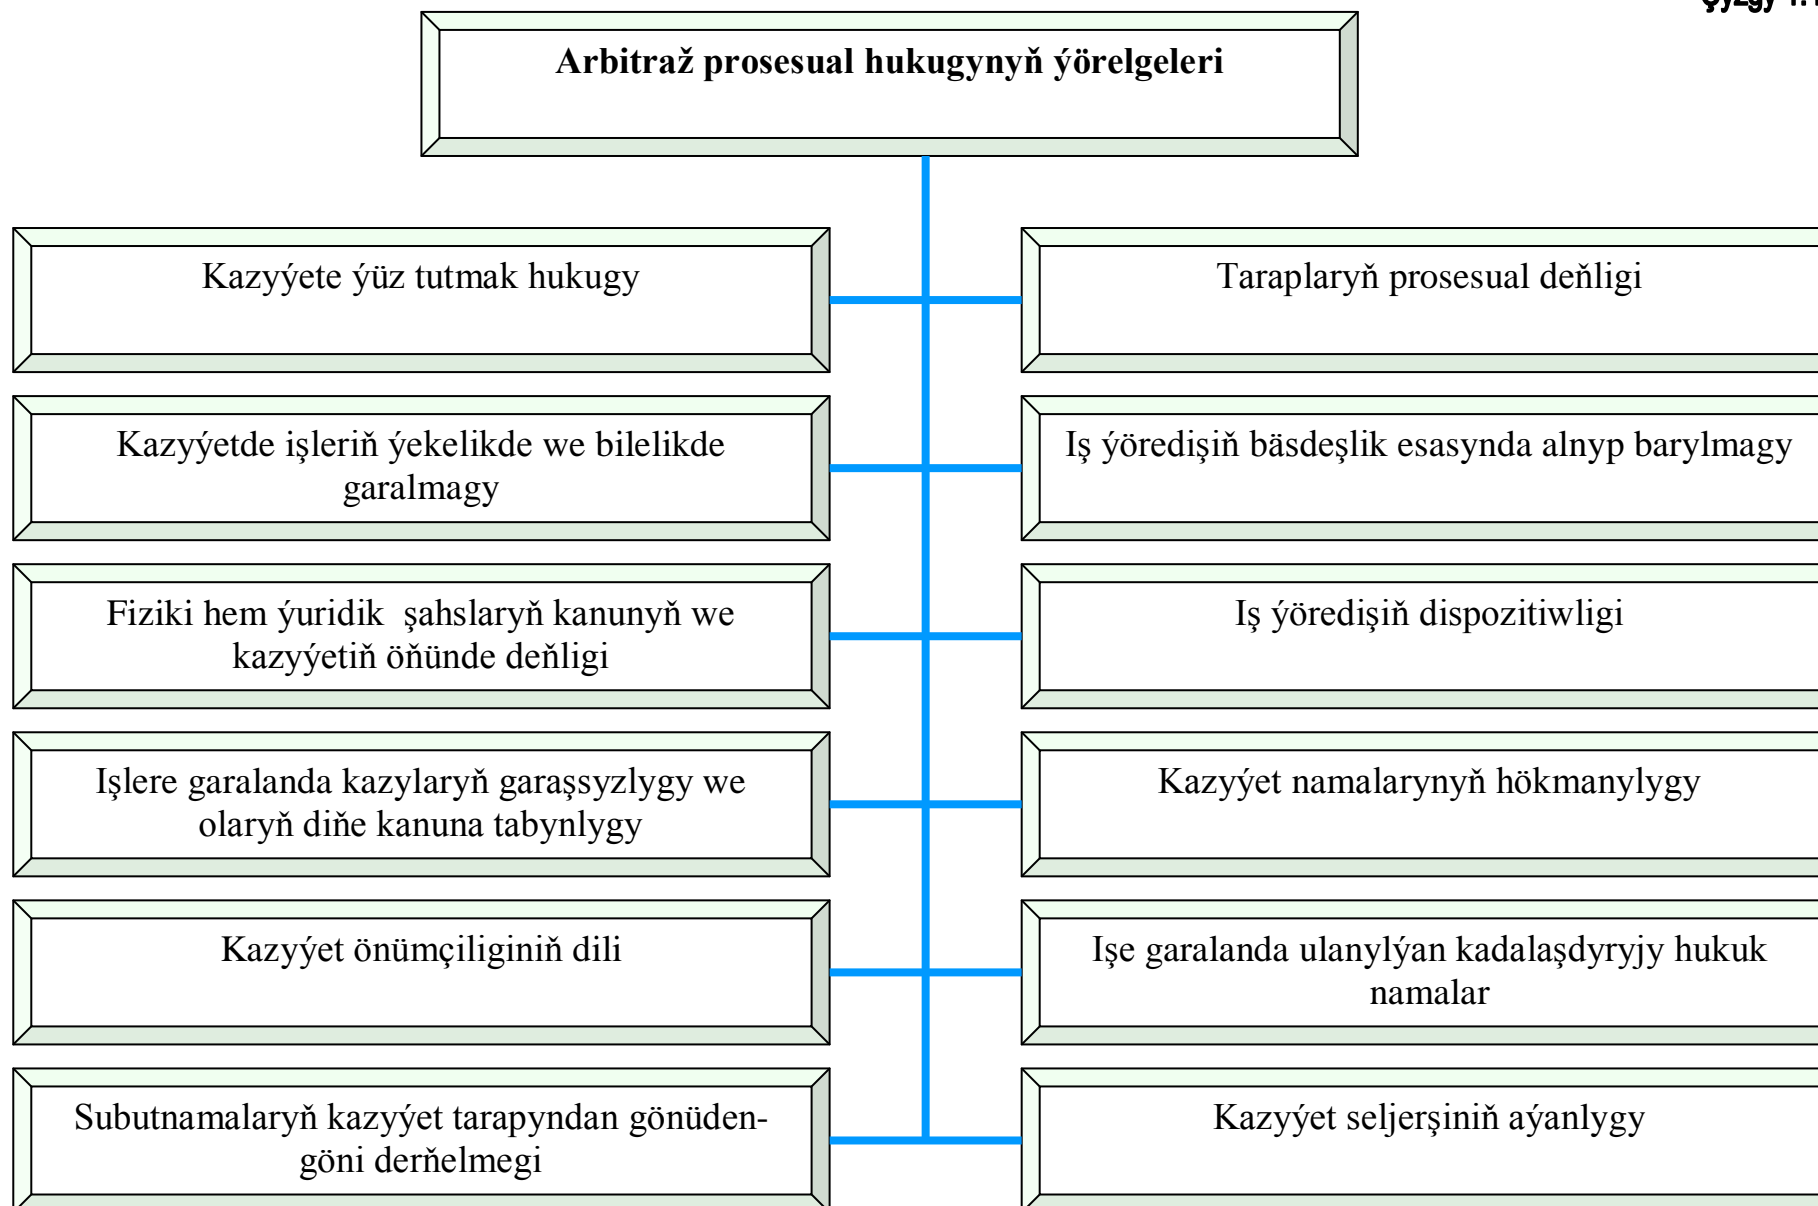 Arbitraž prosesual hukugynyň ýörelgeleri
Kazyýete ýüz tutmak hukugy
Taraplaryň prosesual deňligi
Kazyýetde işleriň ýekelikde we bilelikde
garalmagy
Iş ýöredişiň bäsdeşlik esasynda alnyp barylmagy
Fiziki hem ýuridik şahslaryň kanunyň we
kazyýetiň öňünde deňligi
Iş ýöredişiň dispozitiwligi
Işlere garalanda kazylaryň garaşsyzlygy we
olaryň diňe kanuna tabynlygy
Kazyýet namalarynyň hökmanylygy
Kazyýet önümçiliginiň dili
Işe garalanda ulanylýan kadalaşdyryjy hukuk
namalar
Subutnamalaryň kazyýet tarapyndan gönüden-
göni derňelmegi
Kazyýet seljerşiniň aýanlygy